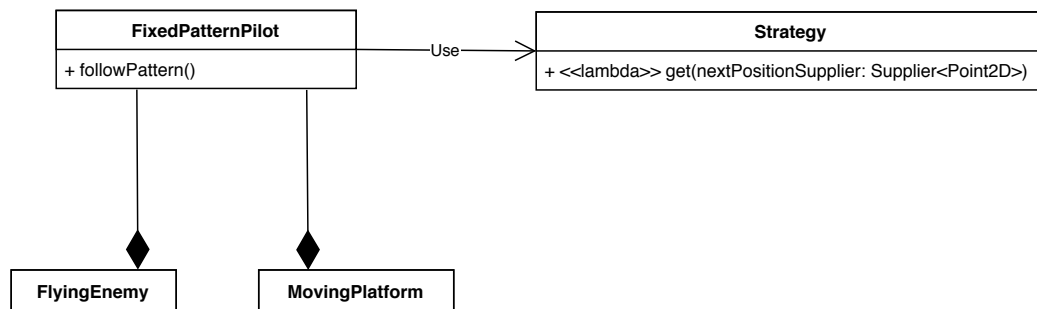 FixedPatternPilot
+ followPattern()
Use
Strategy
+ <<lambda>> get(nextPositionSupplier: Supplier<Point2D>)
FlyingEnemy
MovingPlatform